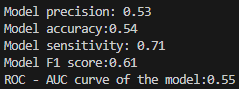 Model precision: 0.53
Model accuracy:0.54
Model sensitivity: 0.71
Model F1 score:0.61
ROC - AUC curve of the model:0.55